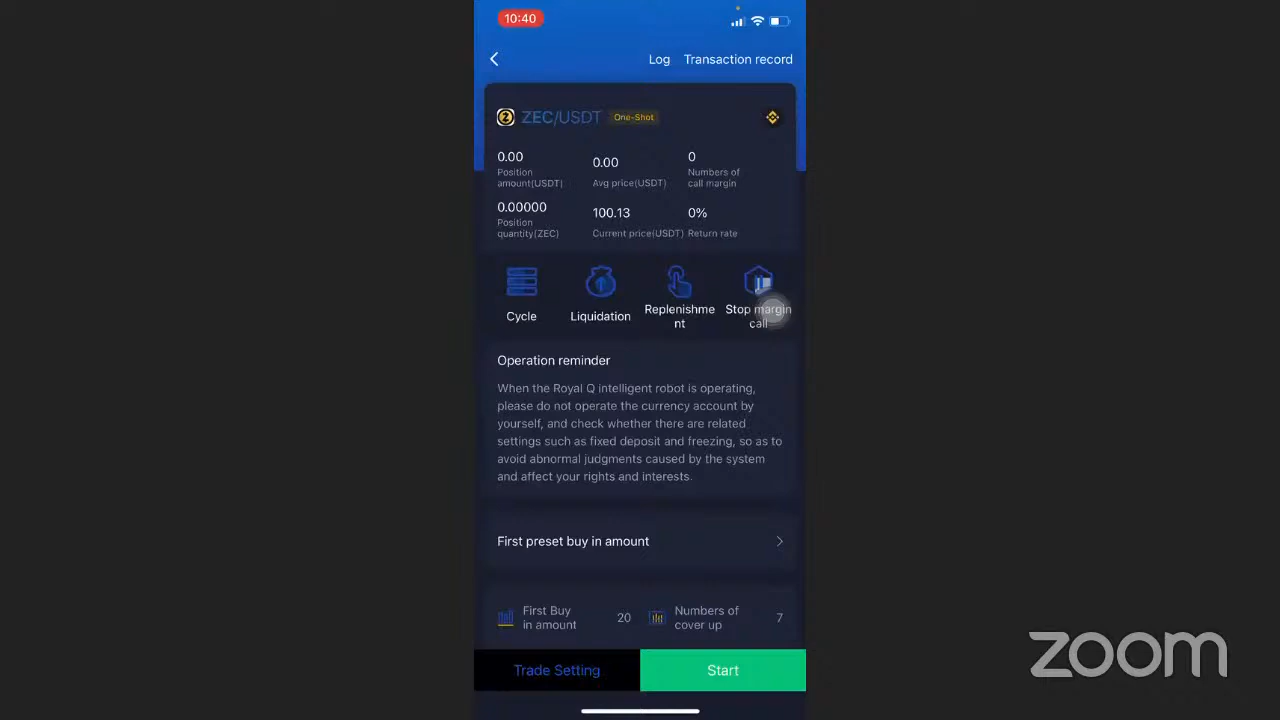 10:40
Log Transaction record
ZEC/USDT One-Shot
0.00 0.00 0
Position amount(USDT) Avg price(USDT) Numbers of call margin
0.00000 100.13 0%
Position quantity(ZEC) Current price(USDT) Return rate
Cycle Liquidation Replenishment Stop margin call
Operation reminder
When the Royal Q intelligent robot is operating,
please do not operate the currency account by
yourself, and check whether there are related
settings such as fixed deposit and freezing, so as to
avoid abnormal judgments caused by the system
and affect your rights and interests.
First preset buy in amount
First Buy in amount 20 Numbers of cover up 7
Trade Setting Start
zoom